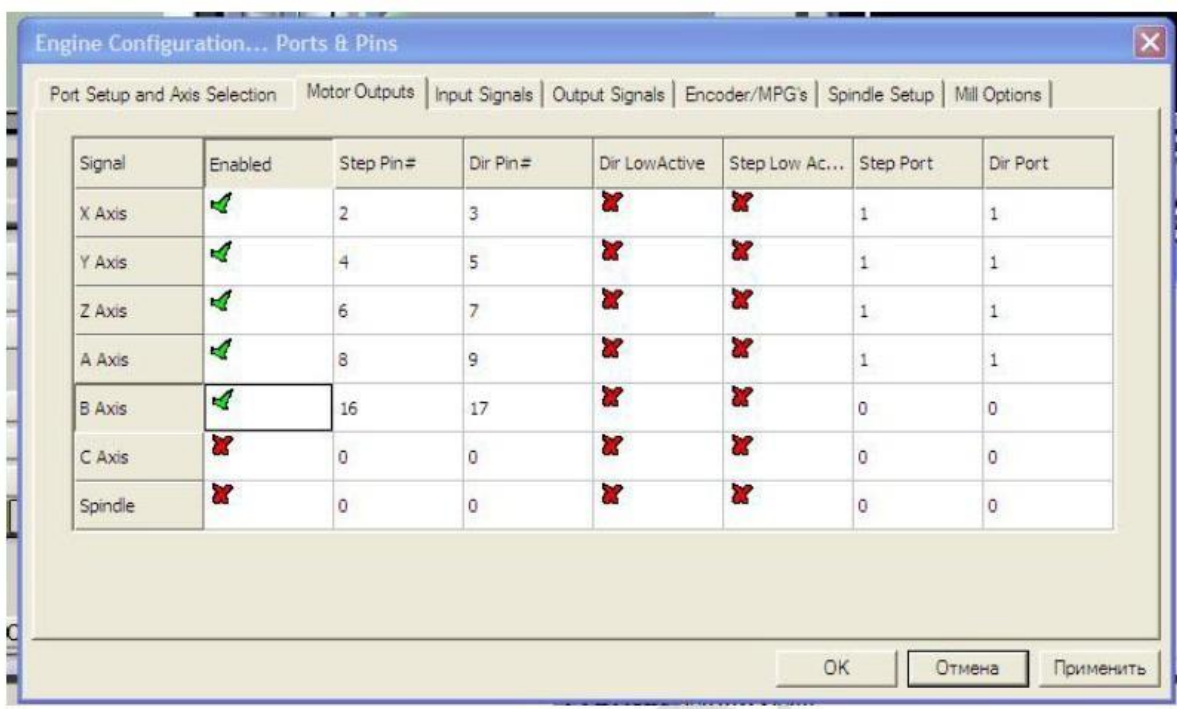 Engine Configuration... Ports & Pins
Port Setup and Axis Selection Motor Outputs Input Signals Output Signals Encoder/MPG's Spindle Setup Mill Options
Signal Enabled Step Pin# Dir Pin# Dir LowActive Step Low Ac... Step Port Dir Port
X Axis 2 3 1 1
Y Axis 4 5 1 1
Z Axis 6 7 1 1
A Axis 8 9 1 1
B Axis 16 17 0 0
C Axis 0 0 0 0
Spindle 0 0 0 0
OK Отмена Применить